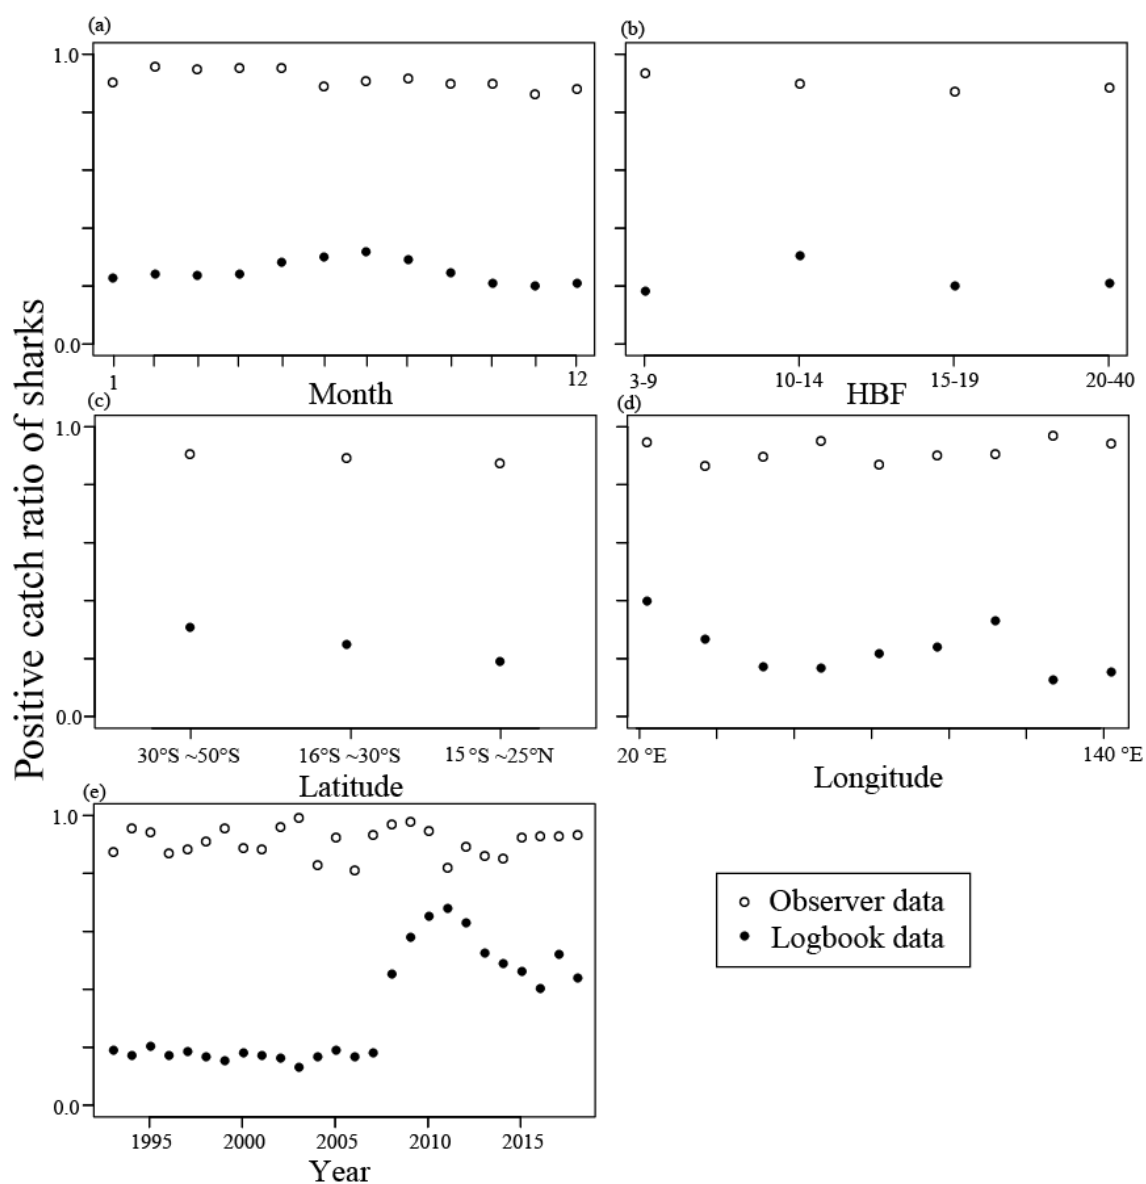 Positive catch ratio of sharks
(a)
1.0
0.0
1
12
Month
(b)
3-9
10-14
15-19
20-40
HBF
(c)
1.0
0.0
30°S ~50°S
16°S ~30°S
15°S ~25°N
Latitude
(d)
20 °E
140 °E
Longitude
(e)
1.0
0.0
1995
2000
2005
2010
2015
Year
Observer data
Logbook data